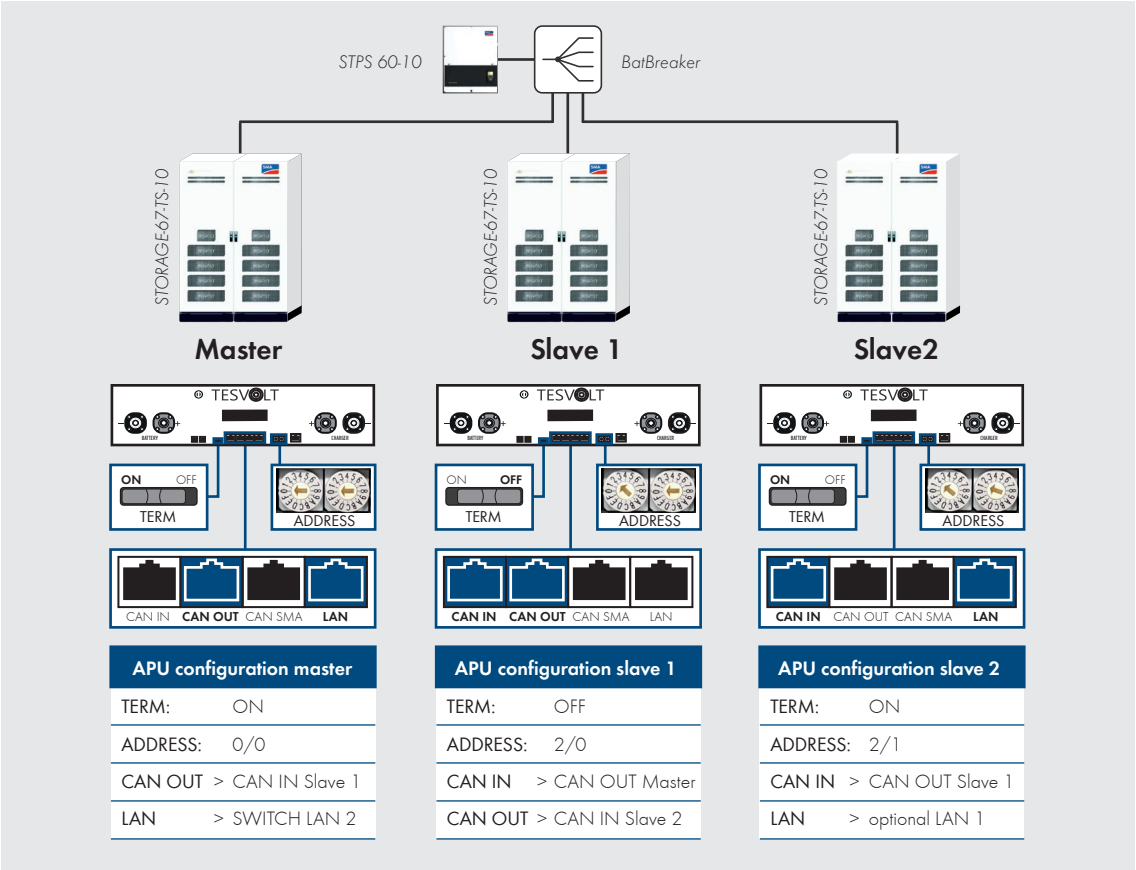 STPS 60-10
BatBreaker
STORAGE-67-TS-10
STORAGE-67-TS-10
STORAGE-67-TS-10
SMA
SMA
SMA
Master
Slave 1
Slave2
TESVOLT
BATTERY
CHARGER
ON OFF
TERM
ADDRESS
CAN IN CAN OUT CAN SMA LAN
TESVOLT
BATTERY
CHARGER
ON OFF
TERM
ADDRESS
CAN IN CAN OUT CAN SMA LAN
TESVOLT
BATTERY
CHARGER
ON OFF
TERM
ADDRESS
CAN IN CAN OUT CAN SMA LAN
APU configuration master
TERM: ON
ADDRESS: 0/0
CAN OUT > CAN IN Slave 1
LAN > SWITCH LAN 2
APU configuration slave 1
TERM: OFF
ADDRESS: 2/0
CAN IN > CAN OUT Master
CAN OUT > CAN IN Slave 2
APU configuration slave 2
TERM: ON
ADDRESS: 2/1
CAN IN > CAN OUT Slave 1
LAN > optional LAN 1